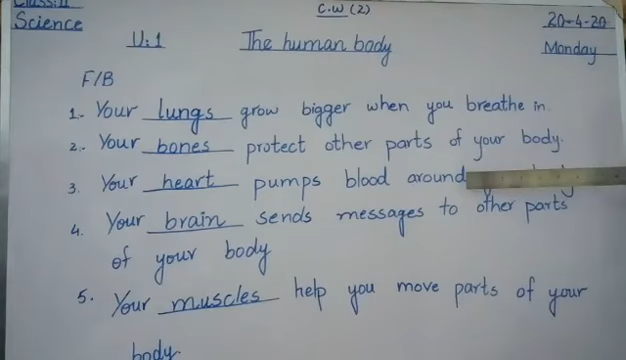 Class:II
C.W (2)
Science
20-4-20
U:1 The human body
Monday
F/B
1. Your lungs grow bigger when you breathe in.
2. Your bones protect other parts of your body.
3. Your heart pumps blood around
4. Your brain sends messages to other parts
of your body
5. Your muscles help you move parts of your
body.